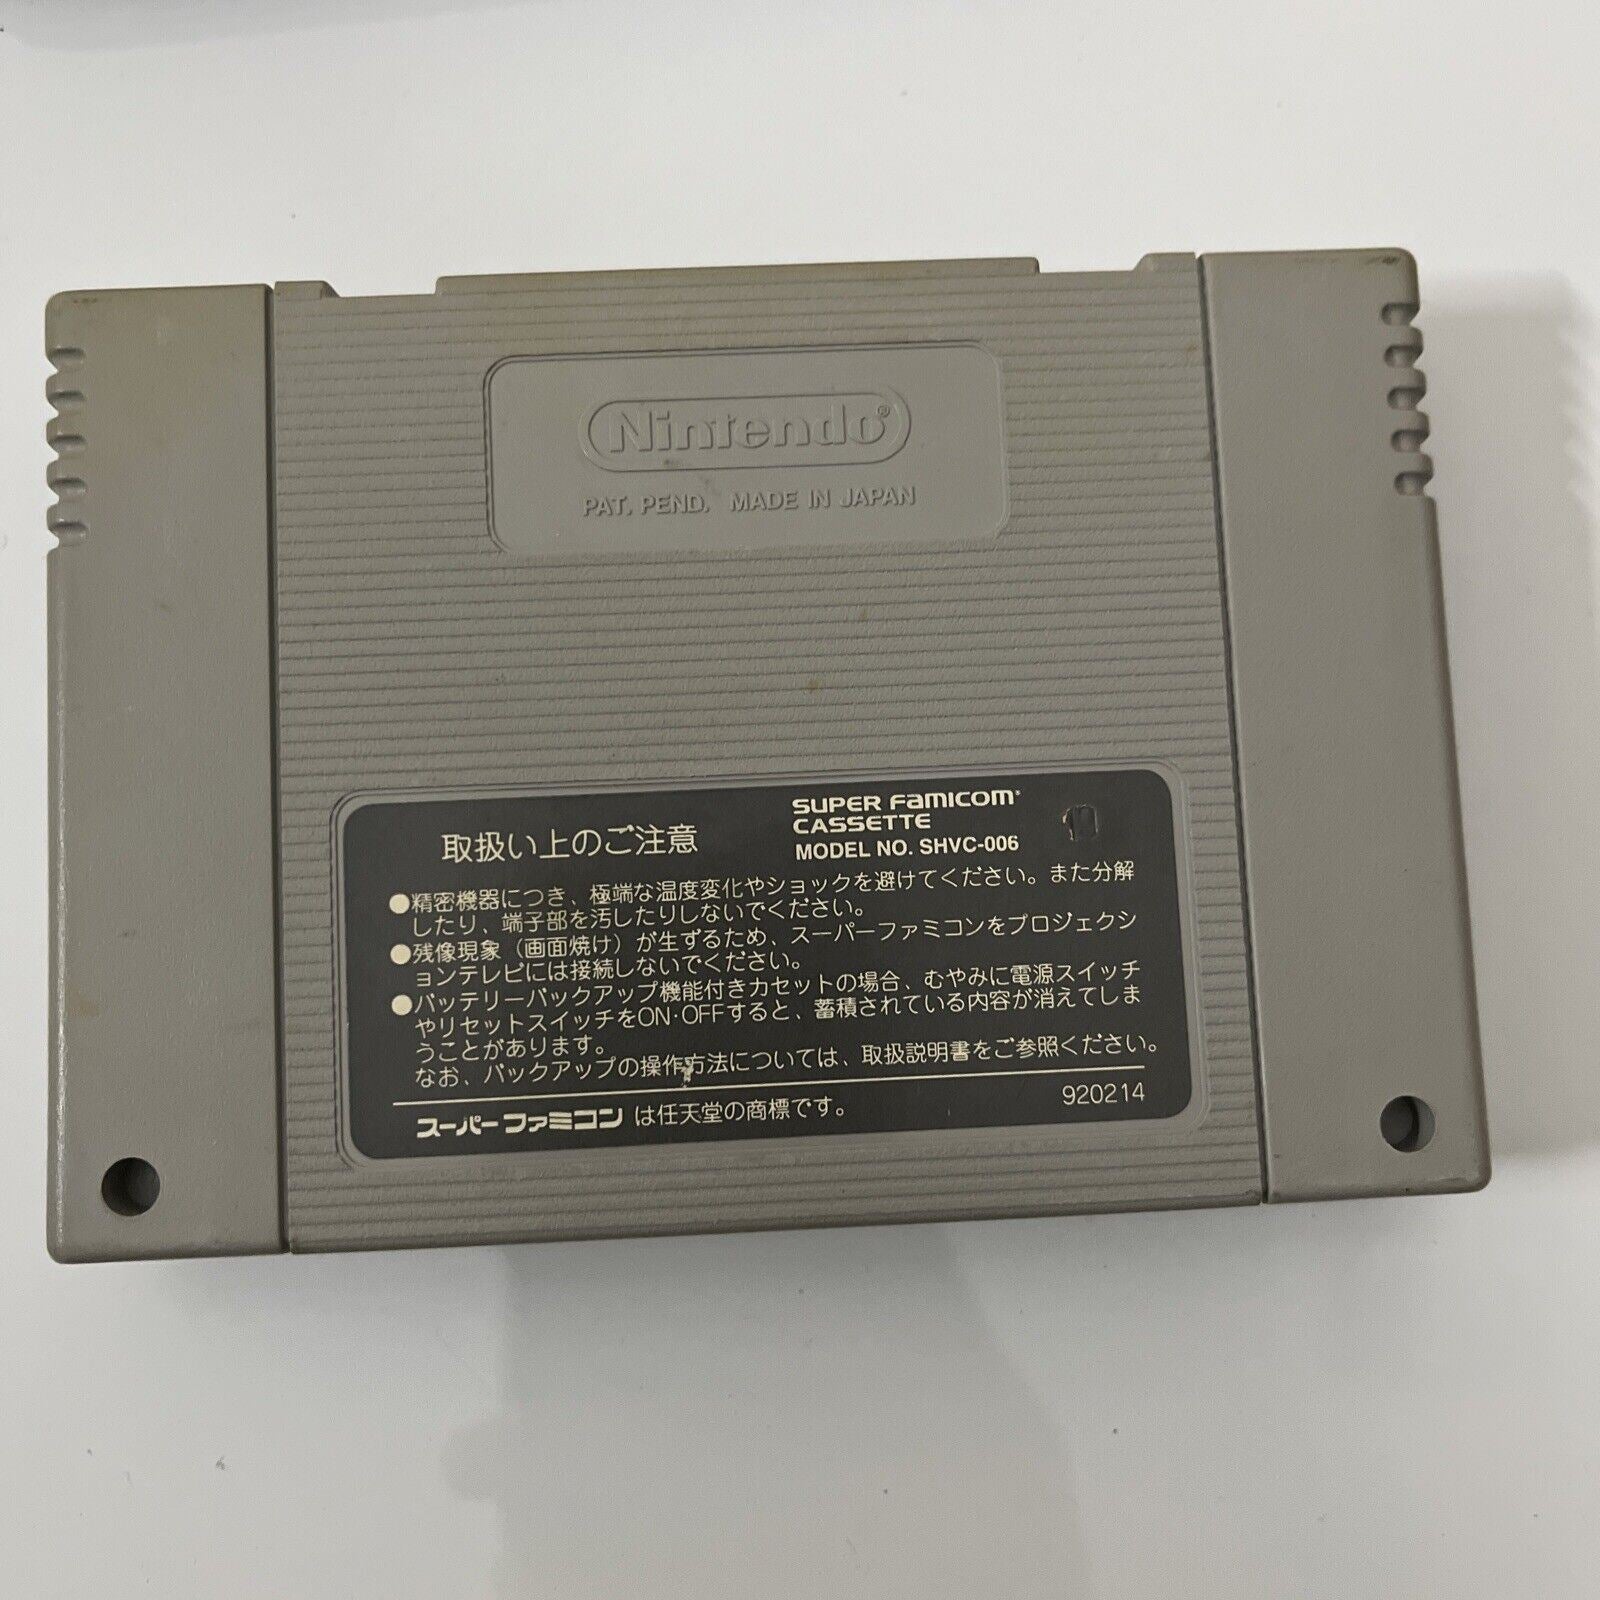 Nintendo®
PAT. PEND. MADE IN JAPAN
取扱い上のご注意
SUPER FAMICOM
CASSETTE
MODEL NO. SHVC-006
●精密機器につき、極端な温度変化やショックを避けてください。また分解
したり、端子部を汚したりしないでください。
●残像現象(画面焼け)が生ずるため、スーパーファミコンをプロジェクシ
ョンテレビには接続しないでください。
●バッテリーバックアップ機能付きカセットの場合、むやみに電源スイッチ
やリセットスイッチをON·OFFすると、蓄積されている内容が消えてしま
うことがあります。
なお、バックアップの操作方法については、取扱説明書をご参照ください。
スーパーファミコン は任天堂の商標です。
920214